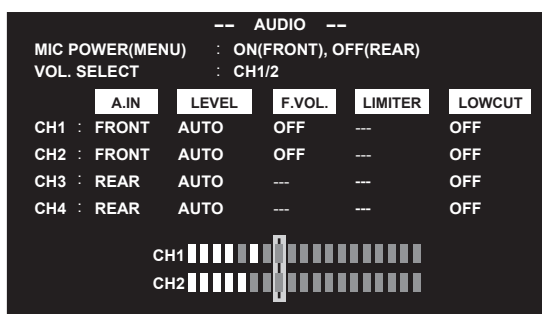 -- AUDIO --
MIC POWER(MENU) : ON(FRONT), OFF(REAR)
VOL. SELECT : CH1/2
A.IN LEVEL F.VOL. LIMITER LOWCUT
CH1 : FRONT AUTO OFF --- OFF
CH2 : FRONT AUTO OFF --- OFF
CH3 : REAR AUTO --- --- OFF
CH4 : REAR AUTO --- --- OFF
CH1
CH2